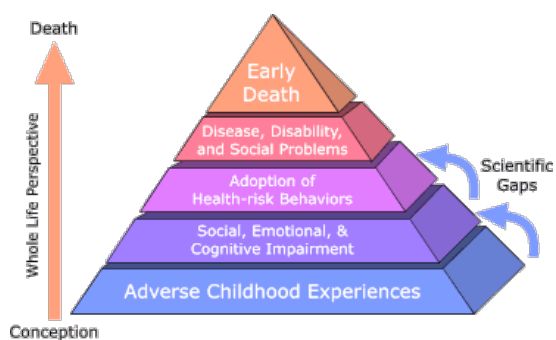 Death
Whole Life Perspective
Conception
Early
Death
Disease, Disability,
and Social Problems
Adoption of
Health-risk Behaviors
Social, Emotional, &
Cognitive Impairment
Adverse Childhood Experiences
Scientific
Gaps